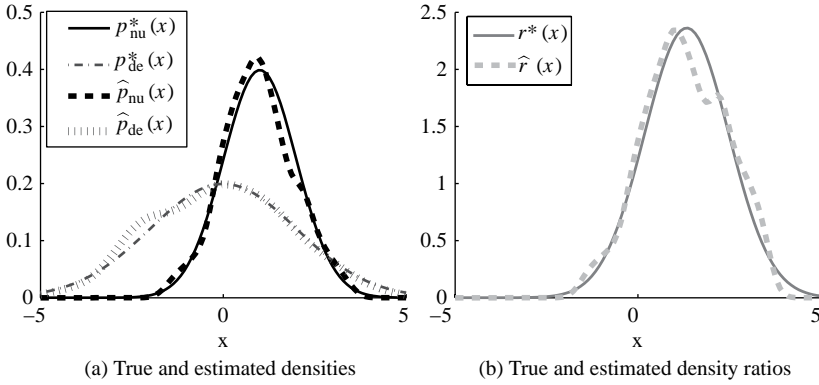 0.5
0.4
0.3
0.2
0.1
0
−5
0
5
x
p*nu(x)
p*de(x)
p̂nu(x)
p̂de(x)
(a) True and estimated densities
2.5
2
1.5
1
0.5
0
−5
0
5
x
r*(x)
r̂ (x)
(b) True and estimated density ratios